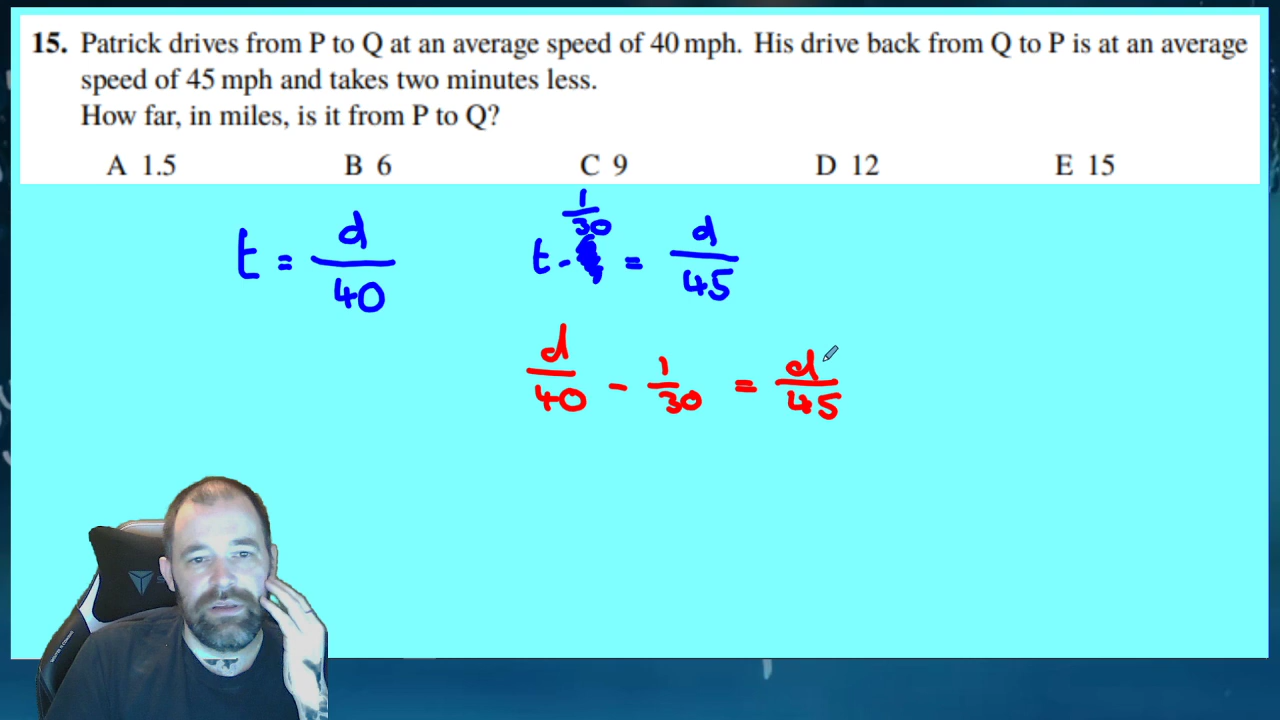 15. Patrick drives from P to Q at an average speed of 40 mph. His drive back from Q to P is at an average
speed of 45 mph and takes two minutes less.
How far, in miles, is it from P to Q?
A 1.5 B 6 C 9 D 12 E 15
t = d/40 t - 1/30 = d/45
d/40 - 1/30 = d/45